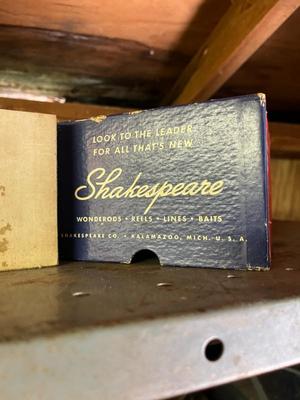 LOOK TO THE LEADER
FOR ALL THAT'S NEW
Shakespeare
WONDERODS • REELS • LINES • BAITS
SHAKESPEARE CO. • KALAMAZOO, MICH. U. S. A.